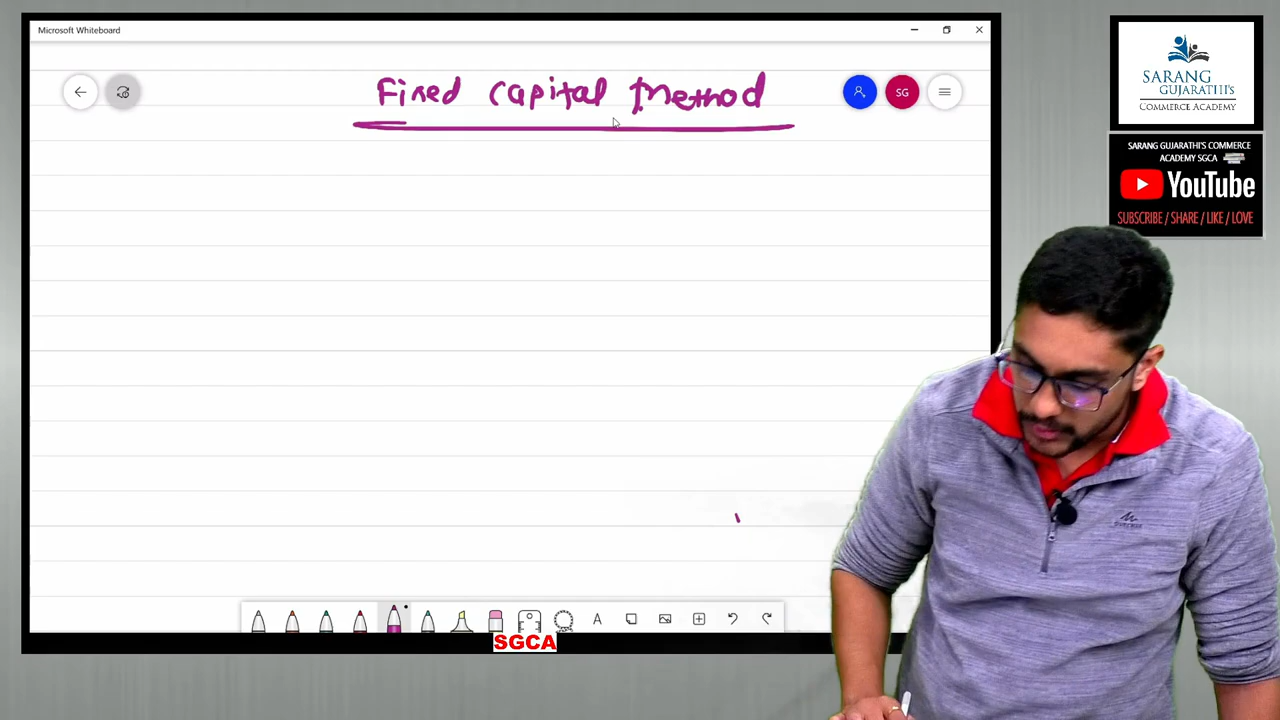 Microsoft Whiteboard
Fixed Capital Method
SG
SARANG
GUJARATHI'S
COMMERCE ACADEMY
SARANG GUJARATHI'S COMMERCE
ACADEMY SGCA
YouTube
SUBSCRIBE / SHARE / LIKE / LOVE
A
SGCA